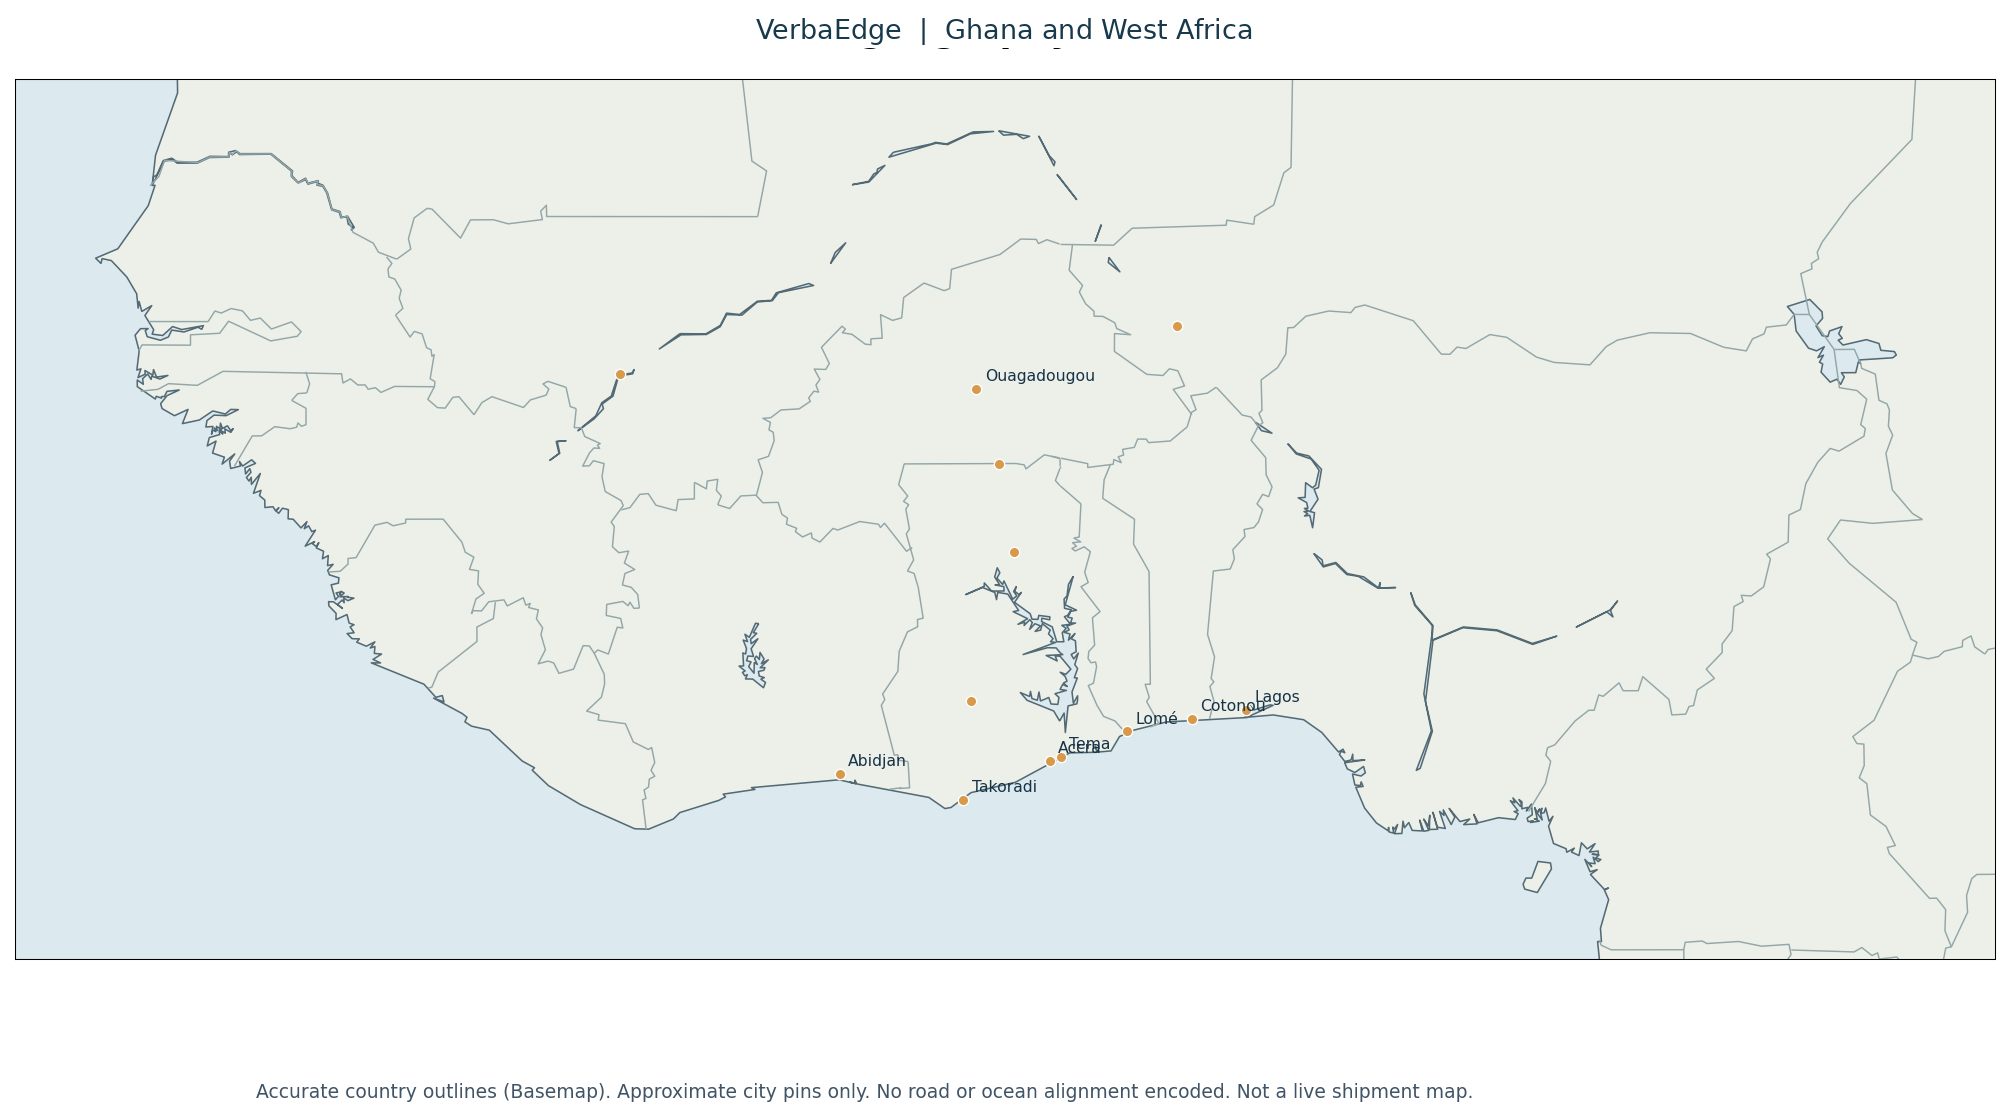 VerbaEdge | Ghana and West Africa
Ouagadougou
Lagos
Cotonou
Lomé
Tema
Accra
Abidjan
Takoradi
Accurate country outlines (Basemap). Approximate city pins only. No road or ocean alignment encoded. Not a live shipment map.